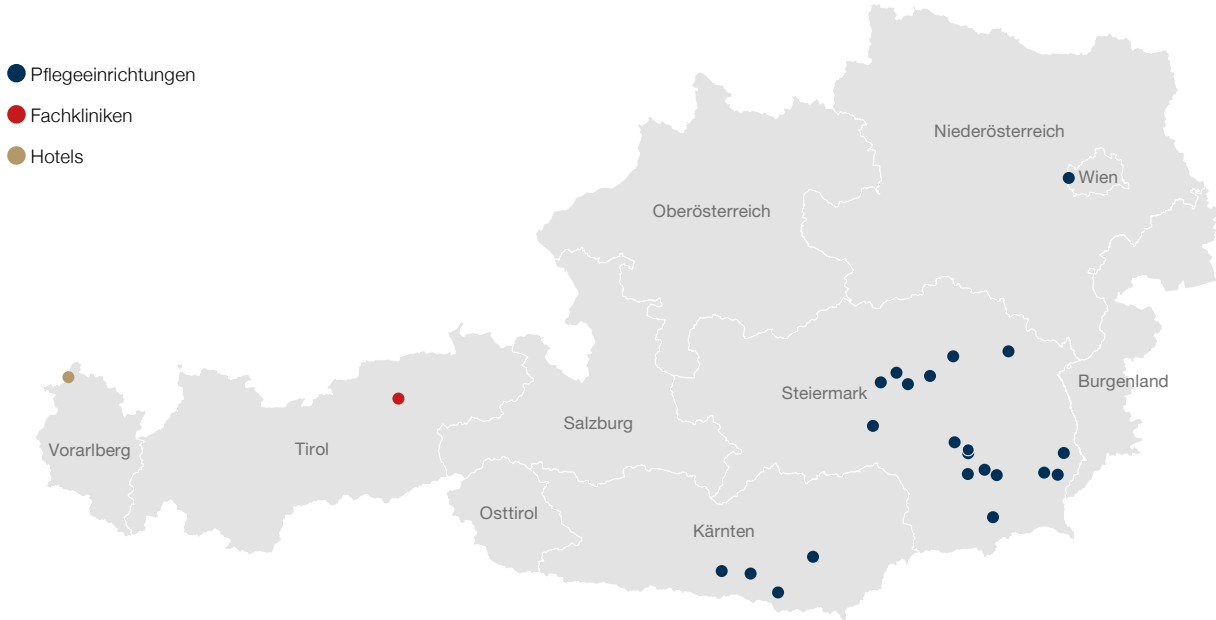 Pflegeeinrichtungen
Fachkliniken
Hotels
Niederösterreich
Wien
Oberösterreich
Burgenland
Steiermark
Salzburg
Tirol
Vorarlberg
Osttirol
Kärnten